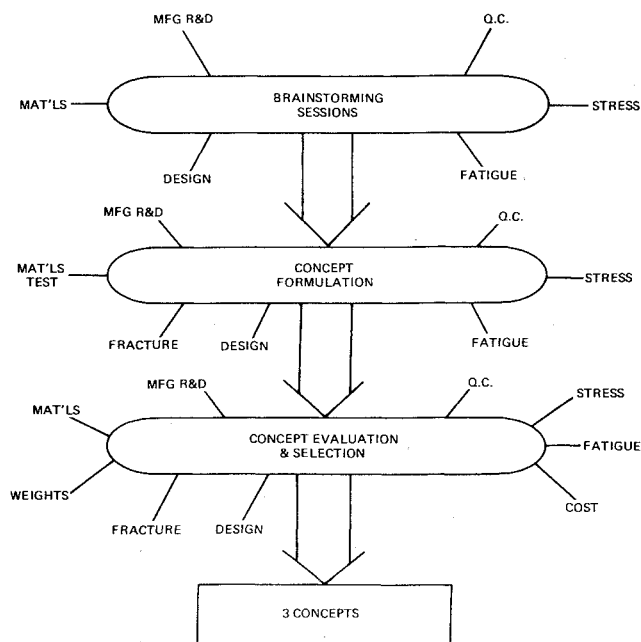 MFG R&D
Q.C.
MAT'LS
BRAINSTORMING
SESSIONS
STRESS
DESIGN
FATIGUE
MFG R&D
Q.C.
MAT'LS
TEST
CONCEPT
FORMULATION
STRESS
FRACTURE
DESIGN
FATIGUE
MFG R&D
Q.C.
STRESS
MAT'LS
CONCEPT EVALUATION
& SELECTION
FATIGUE
WEIGHTS
COST
FRACTURE
DESIGN
3 CONCEPTS